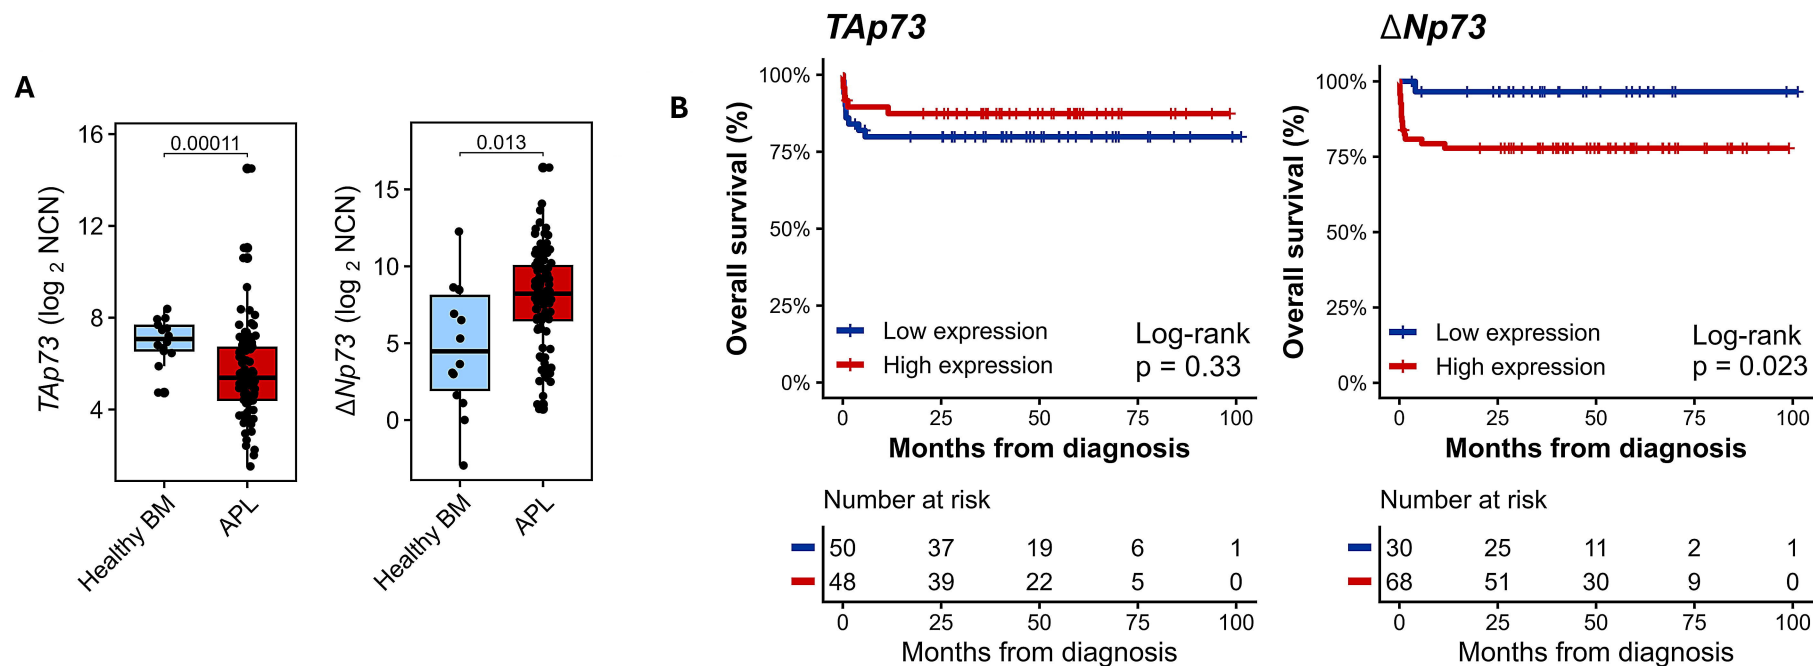 A
TAp73 (log 2 NCN)
16
12
8
4
0.00011
Healthy BM
APL
ΔNp73 (log 2 NCN)
15
10
5
0
0.013
Healthy BM
APL
B
TAp73
Overall survival (%)
100%
75%
50%
25%
0%
Low expression
High expression
Log-rank
p = 0.33
0 25 50 75 100
Months from diagnosis
Number at risk
50 37 19 6 1
48 39 22 5 0
0 25 50 75 100
Months from diagnosis
ΔNp73
Overall survival (%)
100%
75%
50%
25%
0%
Low expression
High expression
Log-rank
p = 0.023
0 25 50 75 100
Months from diagnosis
Number at risk
30 25 11 2 1
68 51 30 9 0
0 25 50 75 100
Months from diagnosis